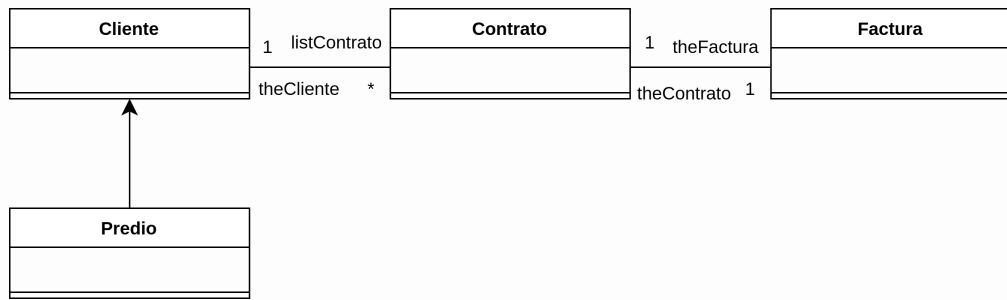 Cliente
1 listContrato
theCliente *
Contrato
1 theFactura
theContrato 1
Factura
Predio